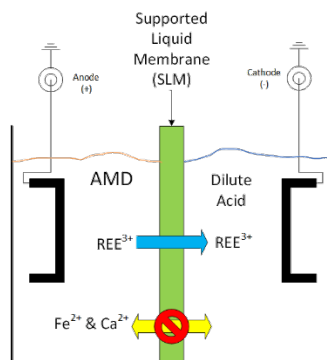 Supported
Liquid
Membrane
(SLM)
Anode
(+)
Cathode
(-)
AMD
Dilute
Acid
REE³⁺
REE³⁺
Fe²⁺ & Ca²⁺